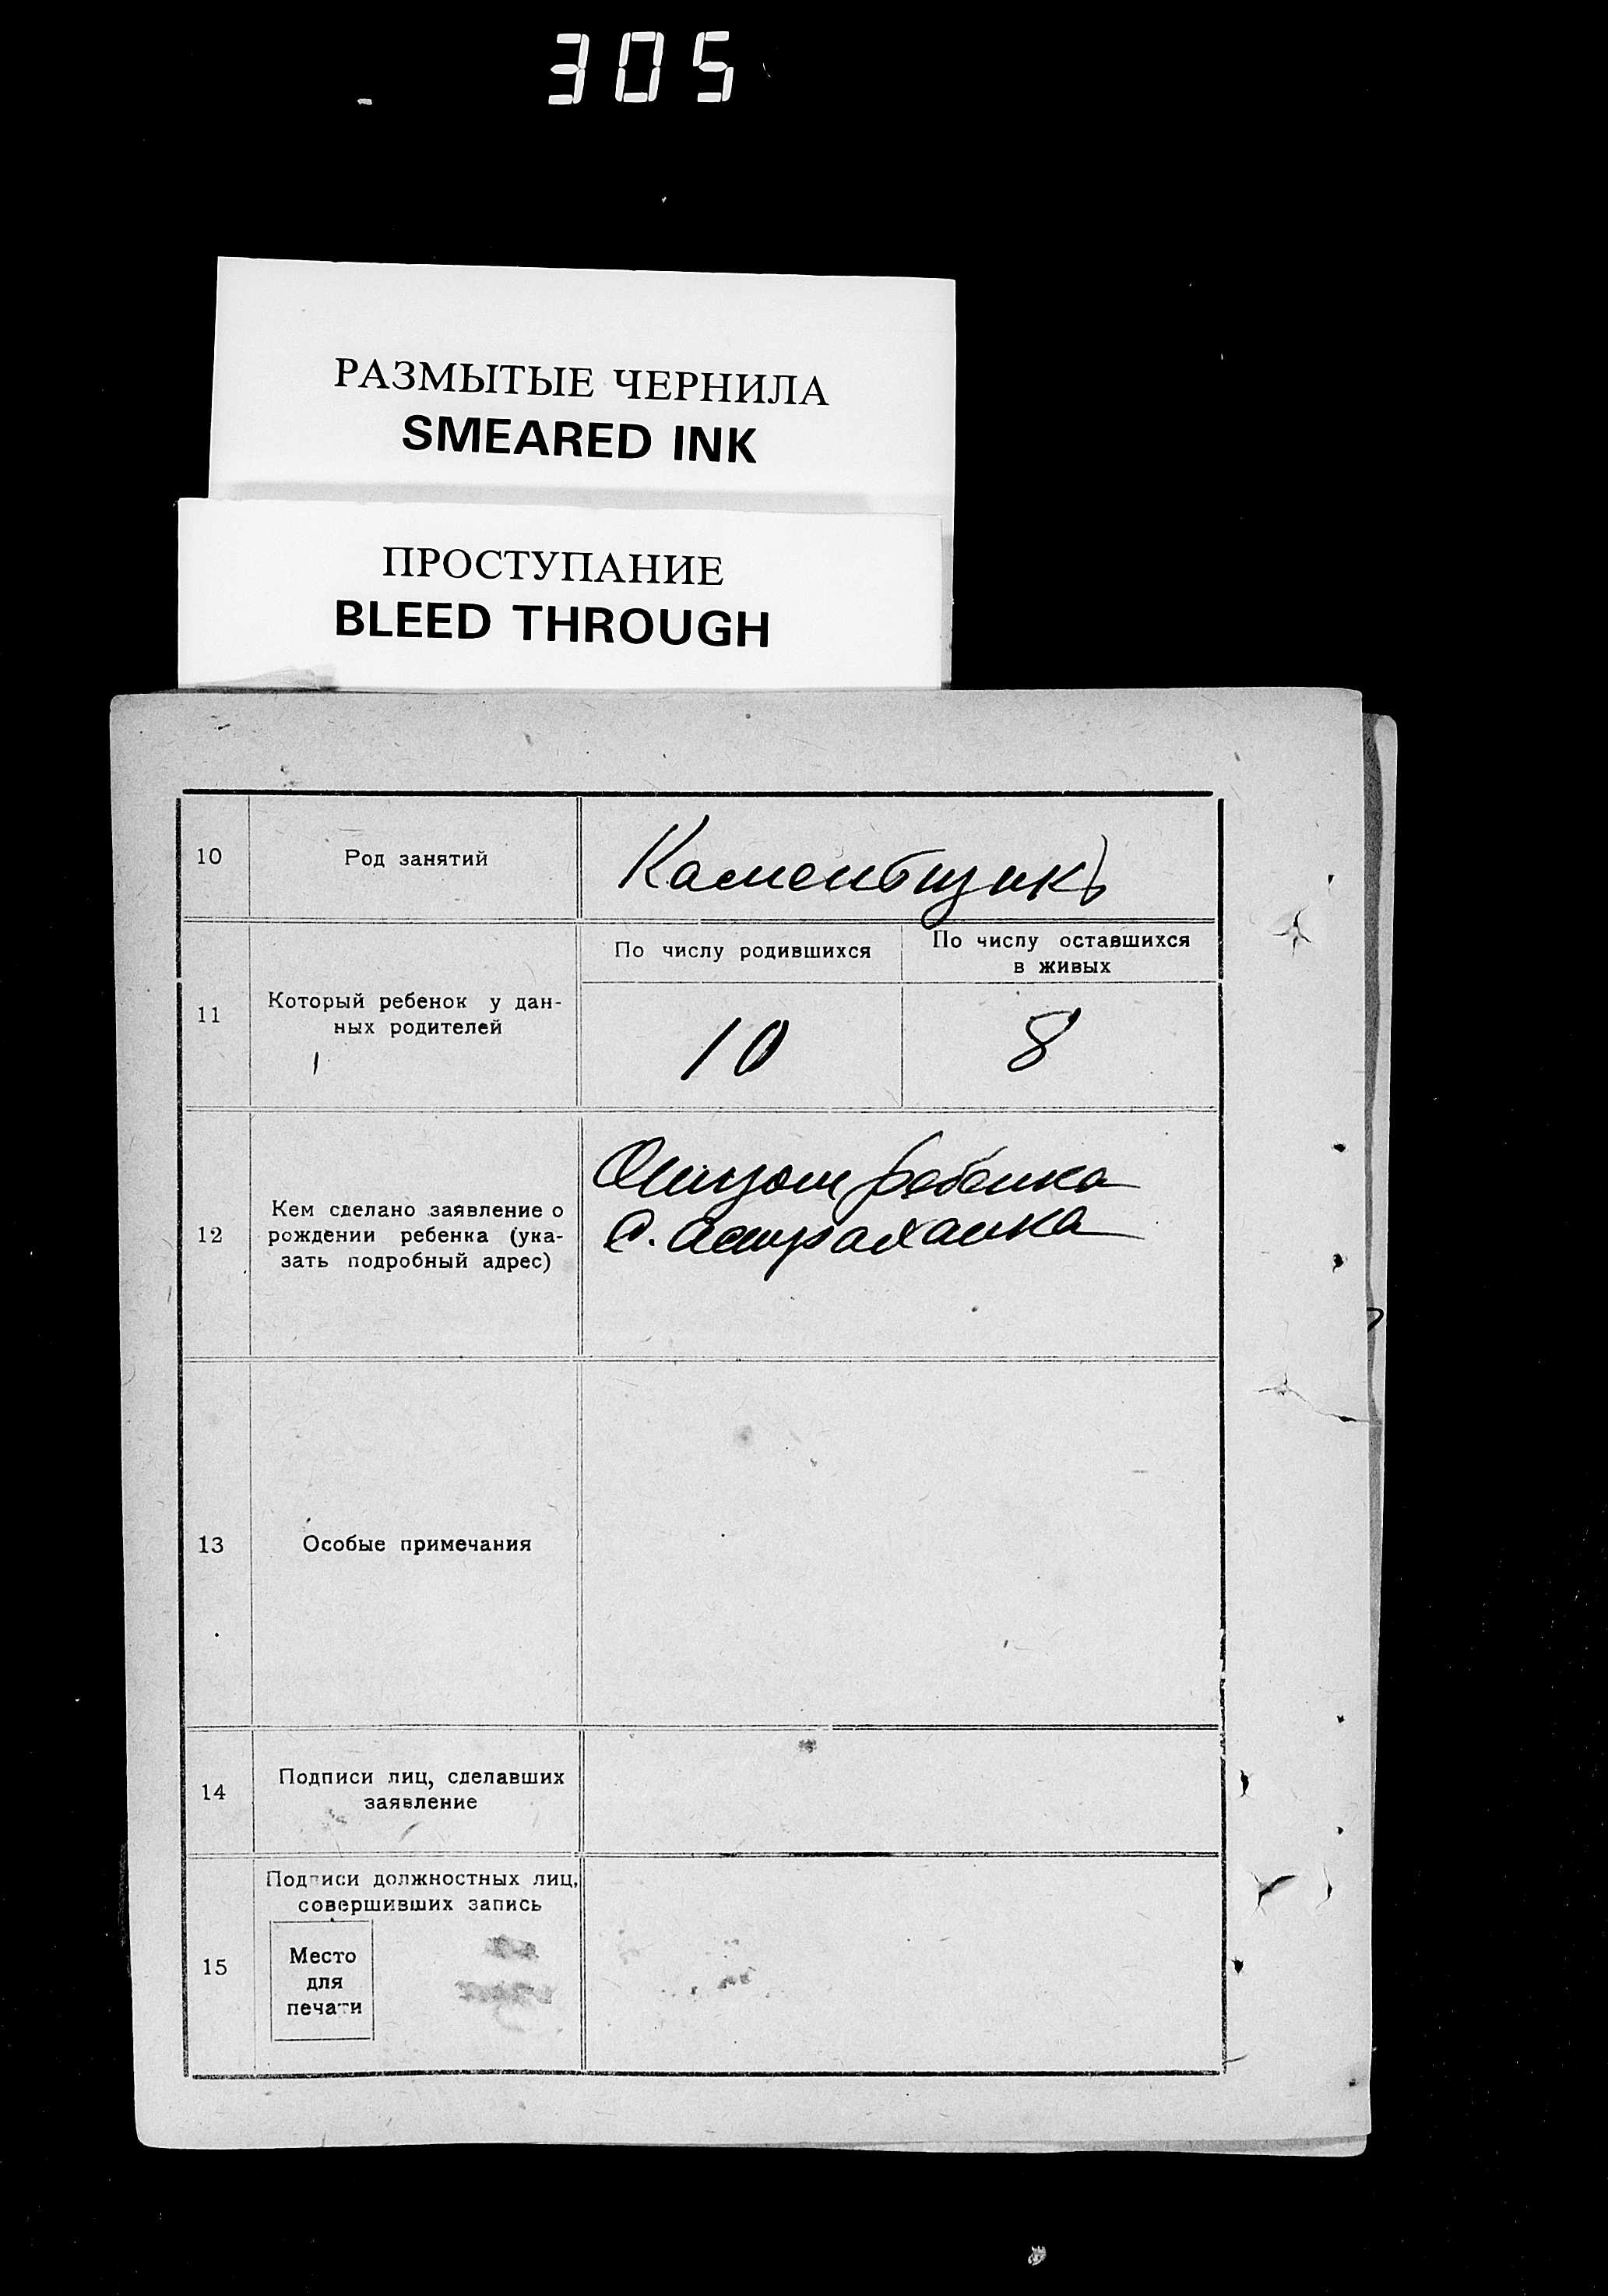 305
РАЗМЫТЫЕ ЧЕРНИЛА
SMEARED INK
ПРОСТУПАНИЕ
BLEED THROUGH
10
Род занятий
Каменьщикъ
11
Который ребенок у дан-
ных родителей
По числу родившихся
По числу оставшихся
в живых
10
8
12
Кем сделано заявление о
рождении ребенка (ука-
зать подробный адрес)
Отцом ребенка
с. Астраханка
13
Особые примечания
14
Подписи лиц, сделавших
заявление
15
Подписи должностных лиц,
совершивших запись
Место
для
печати